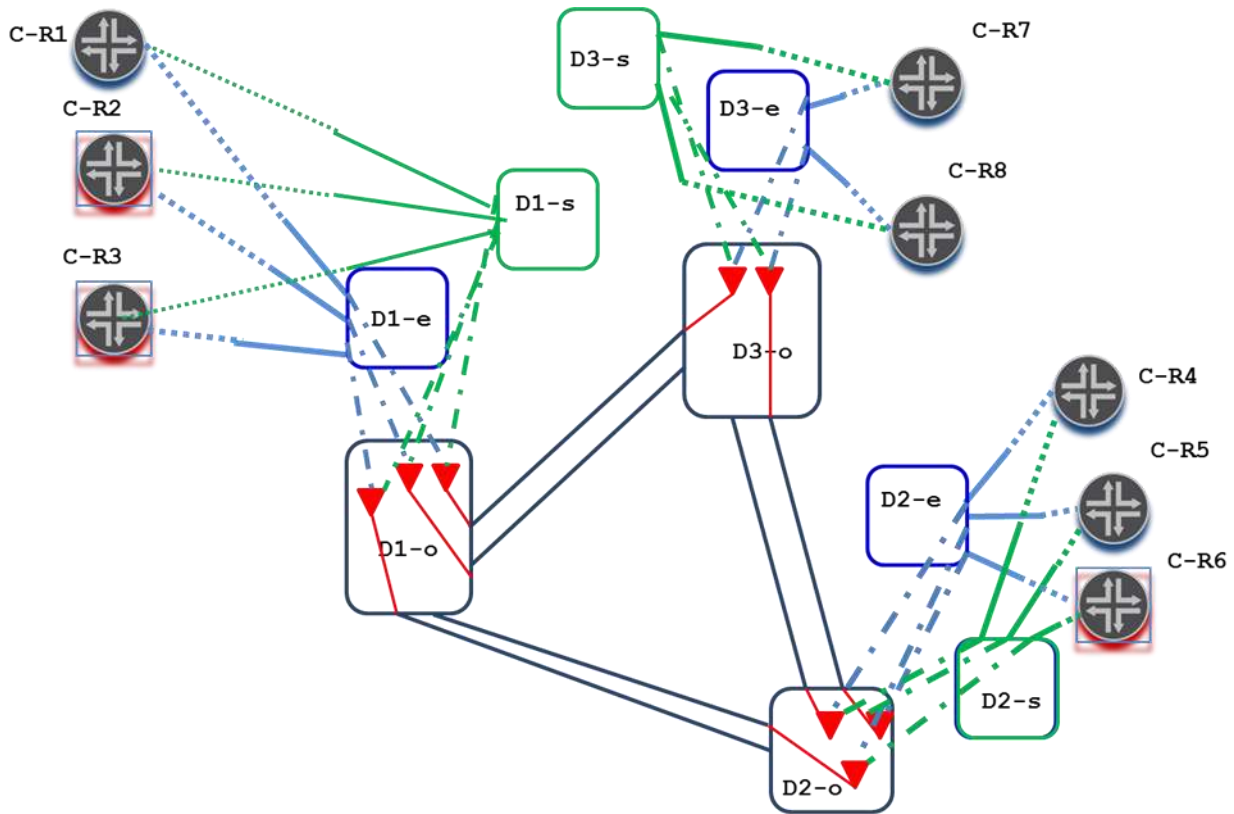 C-R1
C-R2
C-R3
D3-s
D3-e
C-R7
C-R8
D1-s
D1-e
D3-o
D1-o
C-R4
C-R5
C-R6
D2-e
D2-s
D2-o